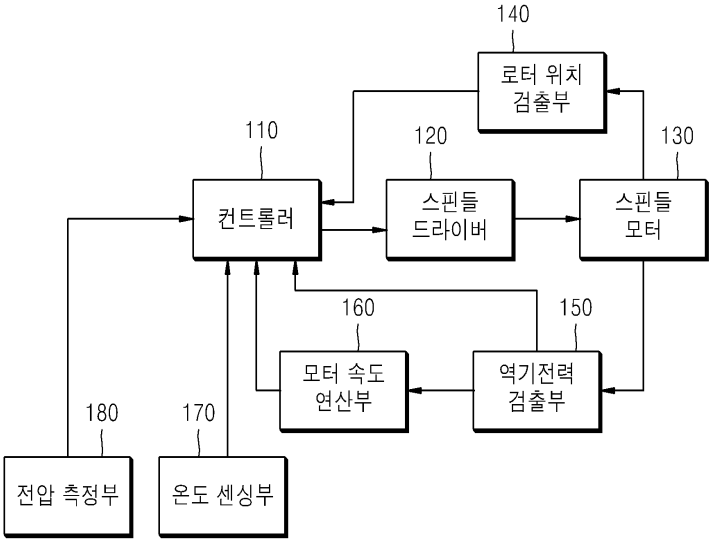 140
로터 위치
검출부
110
컨트롤러
120
스핀들
드라이버
130
스핀들
모터
160
모터 속도
연산부
150
역기전력
검출부
180
전압 측정부
170
온도 센싱부